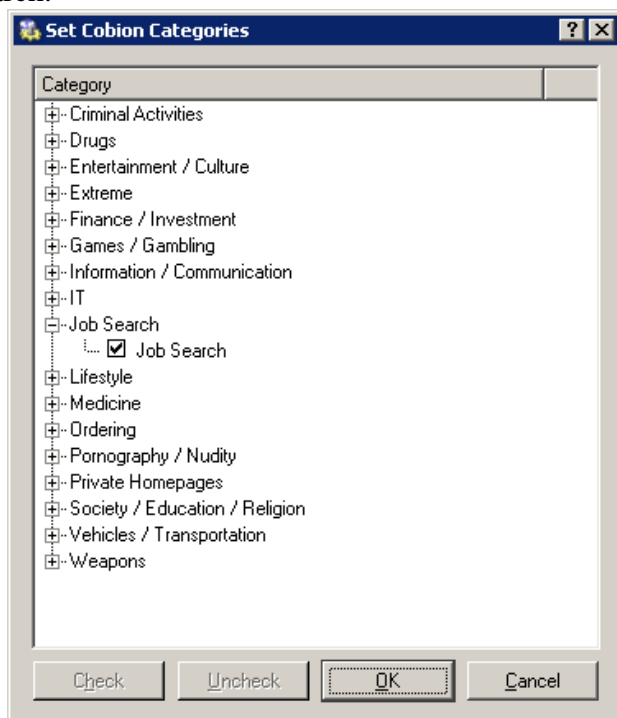 Set Cobion Categories
Category
Criminal Activities
Drugs
Entertainment / Culture
Extreme
Finance / Investment
Games / Gambling
Information / Communication
IT
Job Search
Job Search
Lifestyle
Medicine
Ordering
Pornography / Nudity
Private Homepages
Society / Education / Religion
Vehicles / Transportation
Weapons
Check Uncheck OK Cancel